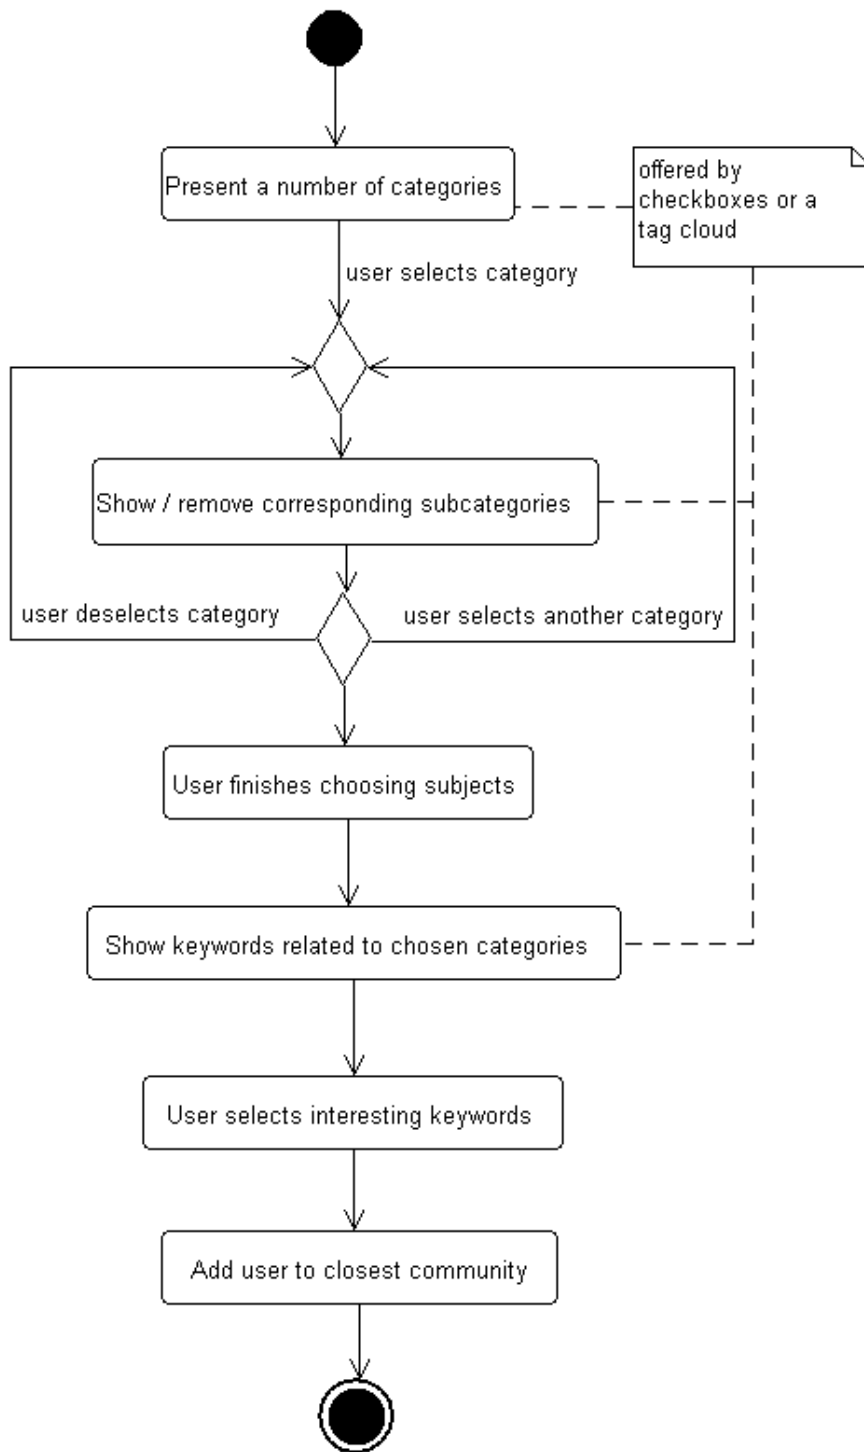 Present a number of categories
offered by
checkboxes or a
tag cloud
user selects category
Show / remove corresponding subcategories
user deselects category
user selects another category
User finishes choosing subjects
Show keywords related to chosen categories
User selects interesting keywords
Add user to closest community